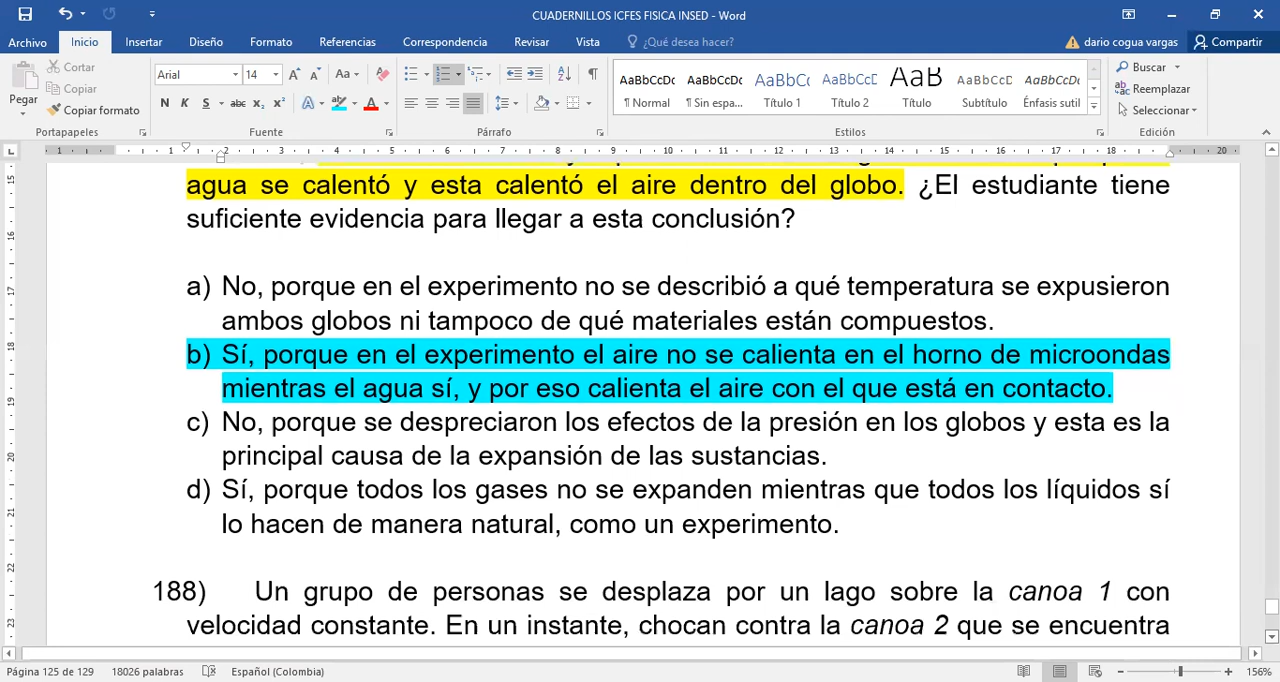 CUADERNILLOS ICFES FISICA INSED - Word
Archivo Inicio Insertar Diseño Formato Referencias Correspondencia Revisar Vista ¿Qué desea hacer? dario cogua vargas Compartir
Pegar
Cortar
Copiar
Copiar formato
Portapapeles
Arial 14
Fuente
Párrafo
AaBbCcDc AaBbCcDc AaBbCc AaBbCcD AaB AaBbCcD AaBbCcDc
¶ Normal ¶ Sin espa... Título 1 Título 2 Título Subtítulo Énfasis sutil
Estilos
Buscar
Reemplazar
Seleccionar
Edición
agua se calentó y esta calentó el aire dentro del globo. ¿El estudiante tiene
suficiente evidencia para llegar a esta conclusión?
a) No, porque en el experimento no se describió a qué temperatura se expusieron
ambos globos ni tampoco de qué materiales están compuestos.
b) Sí, porque en el experimento el aire no se calienta en el horno de microondas
mientras el agua sí, y por eso calienta el aire con el que está en contacto.
c) No, porque se despreciaron los efectos de la presión en los globos y esta es la
principal causa de la expansión de las sustancias.
d) Sí, porque todos los gases no se expanden mientras que todos los líquidos sí
lo hacen de manera natural, como un experimento.
188) Un grupo de personas se desplaza por un lago sobre la canoa 1 con
velocidad constante. En un instante, chocan contra la canoa 2 que se encuentra
Página 125 de 129 18026 palabras Español (Colombia) 156%